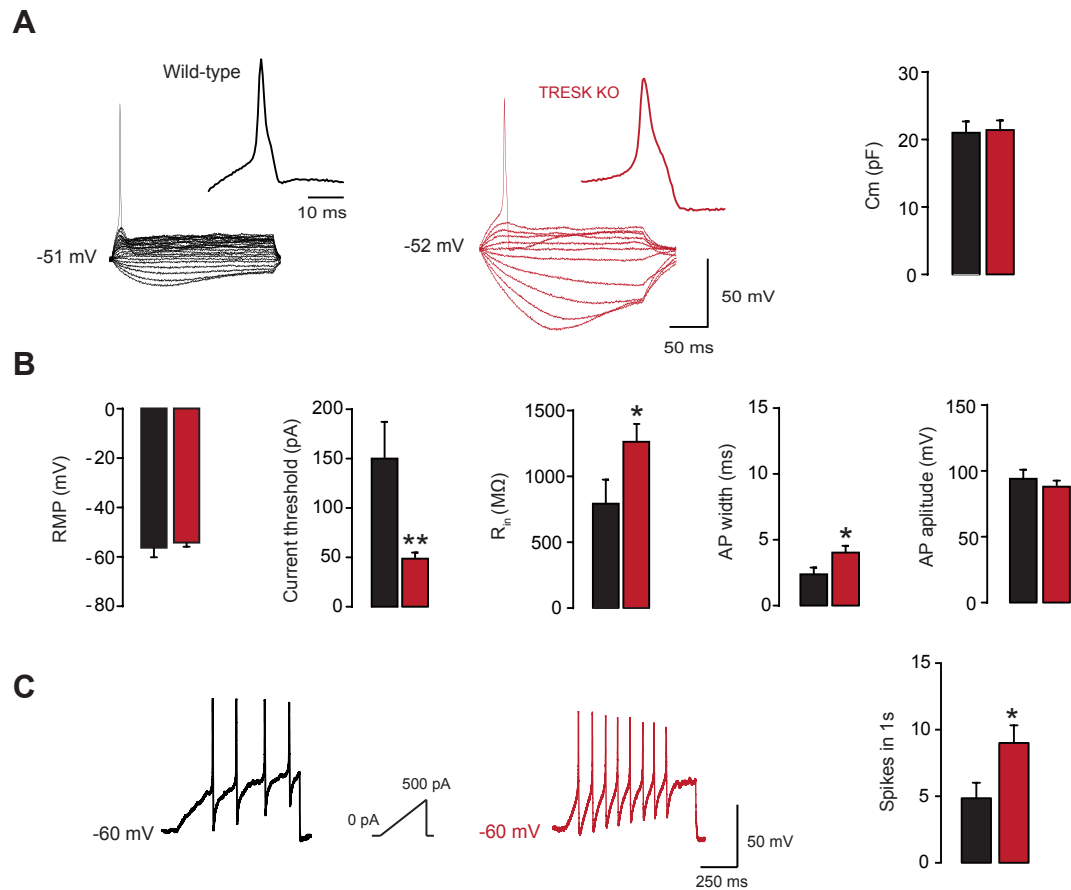 A
Wild-type
10 ms
-51 mV
TRESK KO
-52 mV
50 mV
50 ms
Cm (pF)
30
20
10
0
B
RMP (mV)
0
-20
-40
-60
-80
Current threshold (pA)
200
150
100
50
0
**
Rin (MΩ)
1500
1000
500
0
*
AP width (ms)
15
10
5
0
*
AP aplitude (mV)
150
100
50
0
C
-60 mV
0 pA
500 pA
-60 mV
50 mV
250 ms
Spikes in 1s
15
10
5
0
*